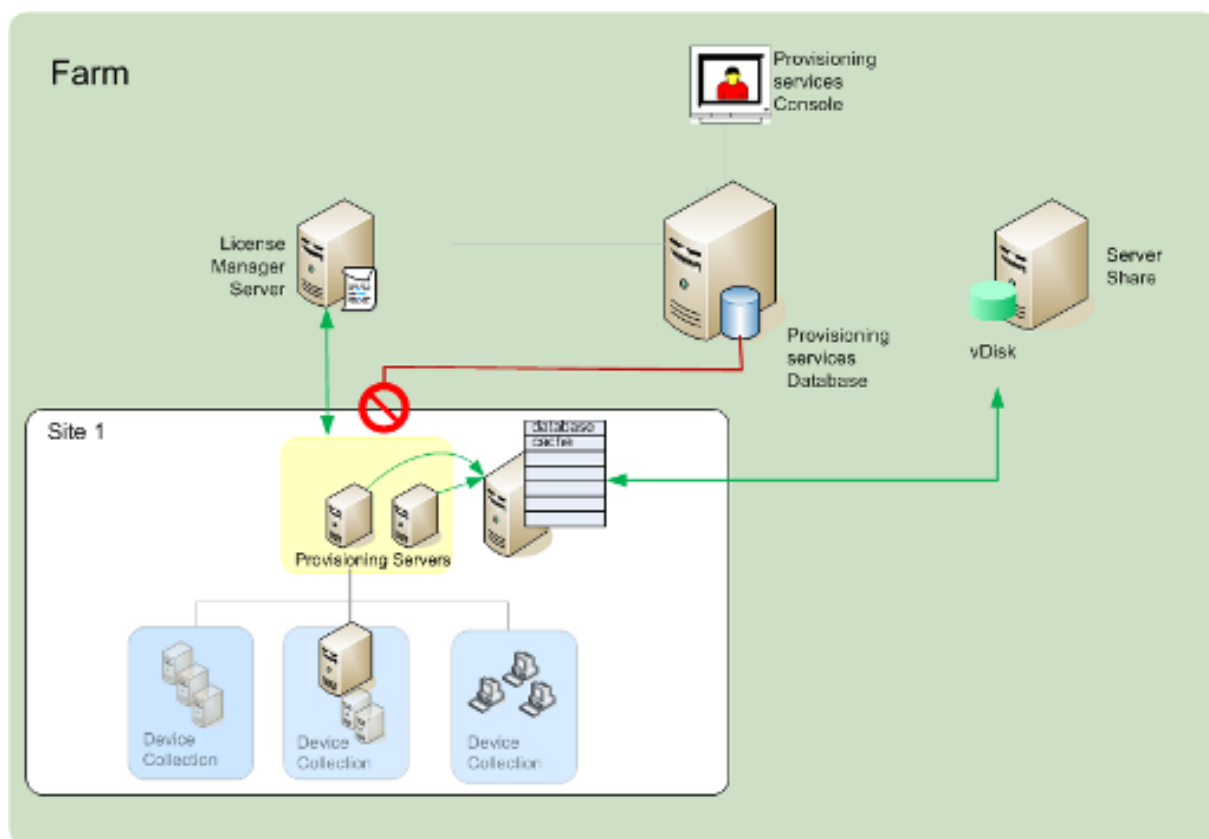 Farm
Provisioning
services
Console
License
Manager
Server
Server
Share
vDisk
Provisioning
services
Database
Site 1
database
cache
Provisioning Servers
Device
Collection
Device
Collection
Device
Collection